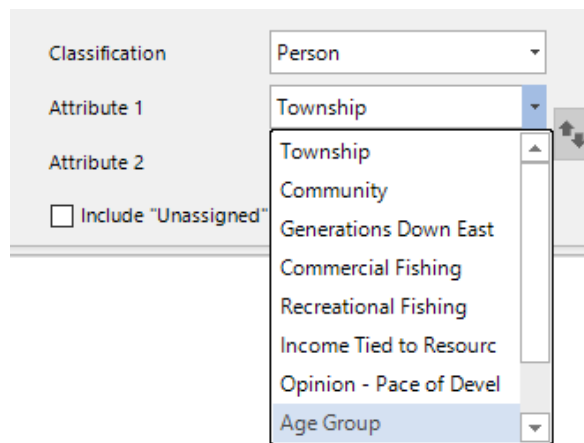 Classification Person
Attribute 1 Township
Attribute 2
Township
Community
Include "Unassigned"
Generations Down East
Commercial Fishing
Recreational Fishing
Income Tied to Resourc
Opinion - Pace of Devel
Age Group